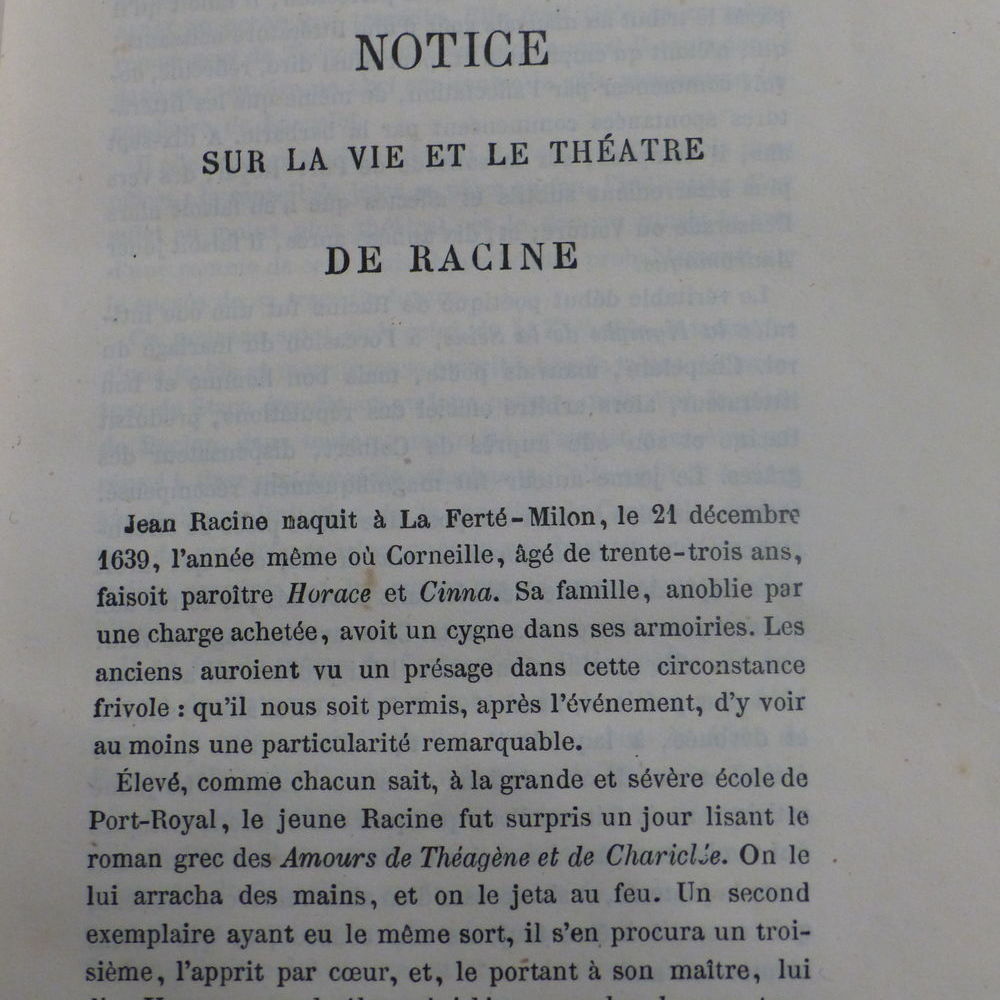 NOTICE
SUR LA VIE ET LE THÉATRE
DE RACINE
Jean Racine naquit à La Ferté-Milon, le 21 décembre
1639, l'année même où Corneille, âgé de trente-trois ans,
faisoit paroître Horace et Cinna. Sa famille, anoblie par
une charge achetée, avoit un cygne dans ses armoiries. Les
anciens auroient vu un présage dans cette circonstance
frivole : qu'il nous soit permis, après l'événement, d'y voir
au moins une particularité remarquable.
Élevé, comme chacun sait, à la grande et sévère école de
Port-Royal, le jeune Racine fut surpris un jour lisant le
roman grec des Amours de Théagène et de Chariclée. On le
lui arracha des mains, et on le jeta au feu. Un second
exemplaire ayant eu le même sort, il s'en procura un troi-
sième, l'apprit par cœur, et, le portant à son maître, lui